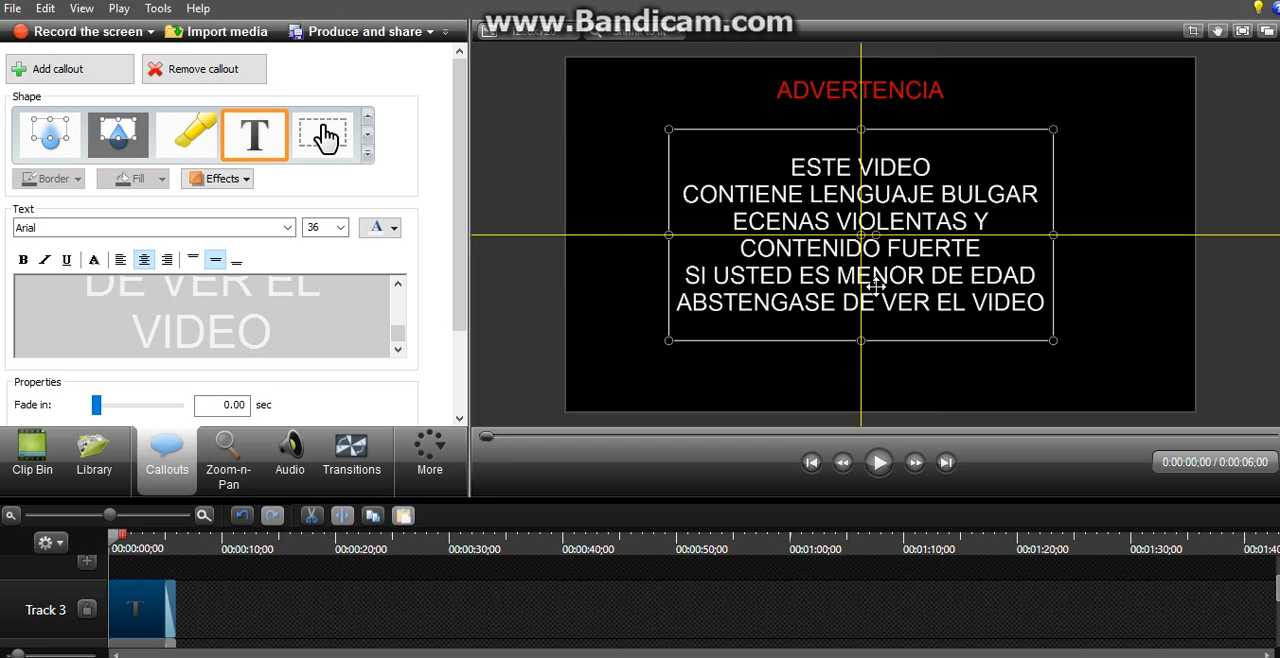 www.Bandicam.com
File Edit View Play Tools Help
Record the screen Import media Produce and share
Add callout Remove callout
Shape
T
Border Fill Effects
Text
Arial 36 A
B I U A
DE VER EL
VIDEO
Properties
Fade in: 0.00 sec
ADVERTENCIA
ESTE VIDEO
CONTIENE LENGUAJE BULGAR
ECENAS VIOLENTAS Y
CONTENIDO FUERTE
SI USTED ES MENOR DE EDAD
ABSTENGASE DE VER EL VIDEO
Clip Bin Library Callouts Zoom-n-Pan Audio Transitions More
0:00:00;00 / 0:00:06;00
00:00:00;00 00:00:10;00 00:00:20;00 00:00:30;00 00:00:40;00 00:00:50;00 00:01:00;00 00:01:10;00 00:01:20;00 00:01:30;00 00:01:40
Track 3 T